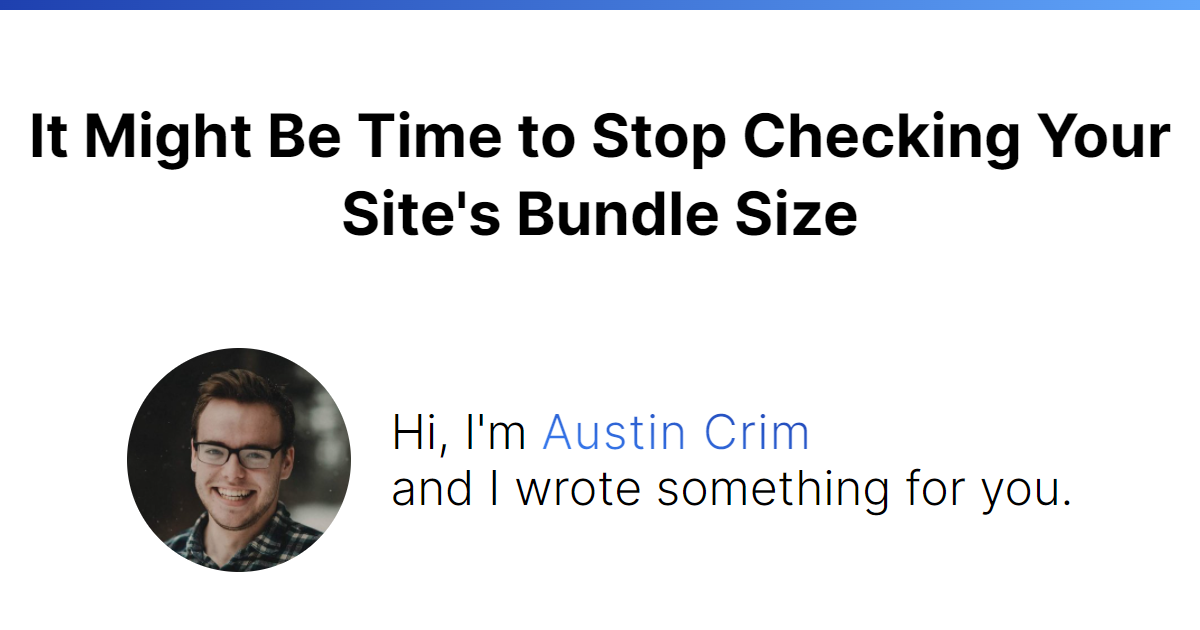 It Might Be Time to Stop Checking Your
Site's Bundle Size
Hi, I'm Austin Crim
and I wrote something for you.